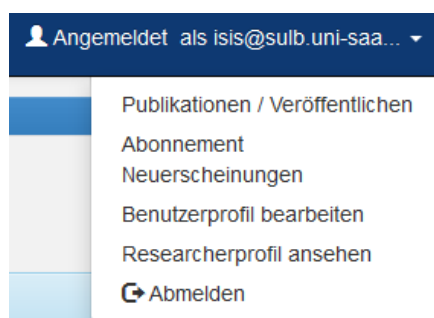 Angemeldet als isis@sulb.uni-saa...
Publikationen / Veröffentlichen
Abonnement
Neuerscheinungen
Benutzerprofil bearbeiten
Researcherprofil ansehen
Abmelden